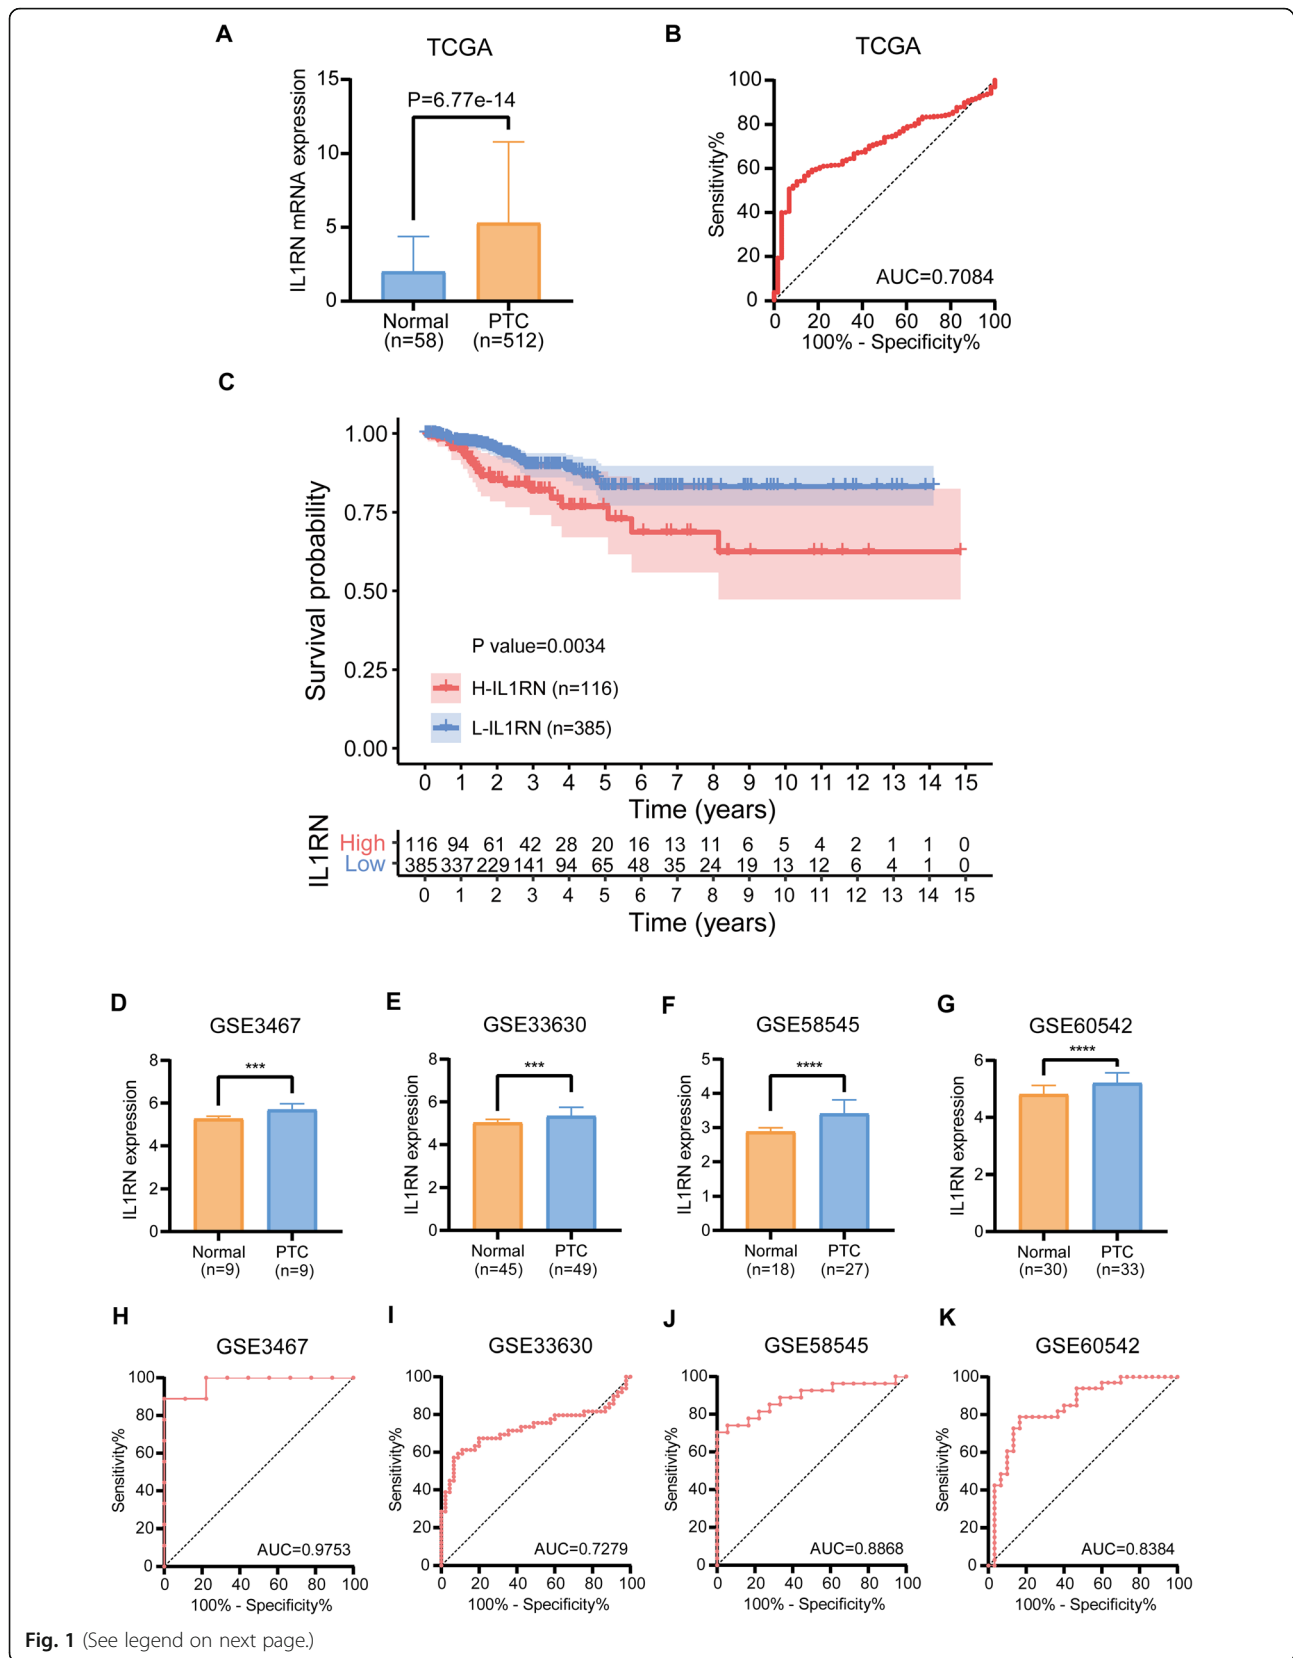 A
TCGA
IL1RN mRNA expression
15
10
5
0
P=6.77e-14
Normal
(n=58)
PTC
(n=512)
B
TCGA
Sensitivity%
100
80
60
40
20
0
AUC=0.7084
0 20 40 60 80 100
100% - Specificity%
C
Survival probability
1.00
0.75
0.50
0.25
0.00
P value=0.0034
H-IL1RN (n=116)
L-IL1RN (n=385)
0 1 2 3 4 5 6 7 8 9 10 11 12 13 14 15
Time (years)
IL1RN
High 116 94 61 42 28 20 16 13 11 6 5 4 2 1 1 0
Low 385 337 229 141 94 65 48 35 24 19 13 12 6 4 1 0
0 1 2 3 4 5 6 7 8 9 10 11 12 13 14 15
Time (years)
D
GSE3467
IL1RN expression
8
6
4
2
0
***
Normal
(n=9)
PTC
(n=9)
E
GSE33630
IL1RN expression
8
6
4
2
0
***
Normal
(n=45)
PTC
(n=49)
F
GSE58545
IL1RN expression
5
4
3
2
1
0
****
Normal
(n=18)
PTC
(n=27)
G
GSE60542
IL1RN expression
6
4
2
0
****
Normal
(n=30)
PTC
(n=33)
H
GSE3467
Sensitivity%
100
80
60
40
20
0
AUC=0.9753
0 20 40 60 80 100
100% - Specificity%
I
GSE33630
Sensitivity%
100
80
60
40
20
0
AUC=0.7279
0 20 40 60 80 100
100% - Specificity%
J
GSE58545
Sensitivity%
100
80
60
40
20
0
AUC=0.8868
0 20 40 60 80 100
100% - Specificity%
K
GSE60542
Sensitivity%
100
80
60
40
20
0
AUC=0.8384
0 20 40 60 80 100
100% - Specificity%
Fig. 1 (See legend on next page.)